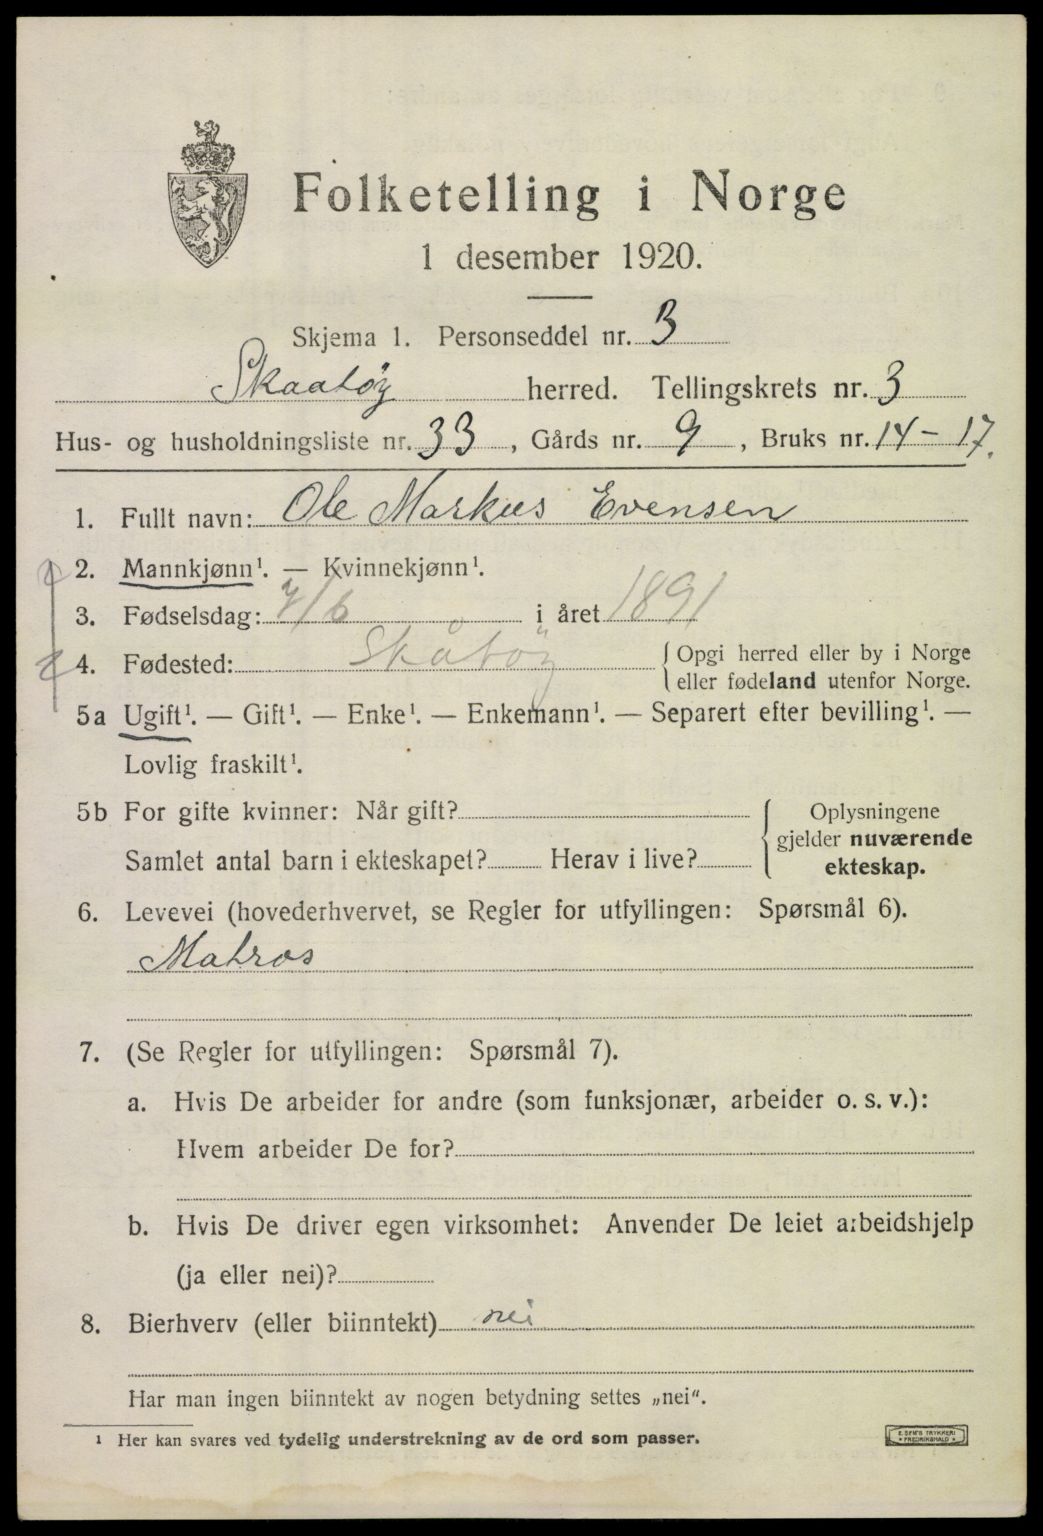 Folketelling i Norge
1 desember 1920.
Skjema 1. Personseddel nr. 3
Skaatöy herred. Tellingskrets nr. 3
Hus- og husholdningsliste nr. 33, Gårds nr. 9, Bruks nr. 14-17.
1. Fullt navn: Ole Markus Evensen
2. Mannkjønn¹. — Kvinnekjønn¹.
3. Fødselsdag: 7/6 i året 1891
4. Fødested: Skåtöy { Opgi herred eller by i Norge
eller fødeland utenfor Norge.
5a Ugift¹. — Gift¹. — Enke¹. — Enkemann¹. — Separert efter bevilling¹. —
Lovlig fraskilt¹.
5b For gifte kvinner: Når gift?
Samlet antal barn i ekteskapet? Herav i live?
Oplysningene
gjelder nuværende
ekteskap.
6. Levevei (hovederhvervet, se Regler for utfyllingen: Spørsmål 6).
Matros
7. (Se Regler for utfyllingen: Spørsmål 7).
a. Hvis De arbeider for andre (som funksjonær, arbeider o. s. v.):
Hvem arbeider De for?
b. Hvis De driver egen virksomhet: Anvender De leiet arbeidshjelp
(ja eller nei)?
8. Bierhverv (eller biinntekt) nei
Har man ingen biinntekt av nogen betydning settes „nei“.
¹ Her kan svares ved tydelig understrekning av de ord som passer.
E. SEM'S TRYKKERI
FREDRIKSHALD